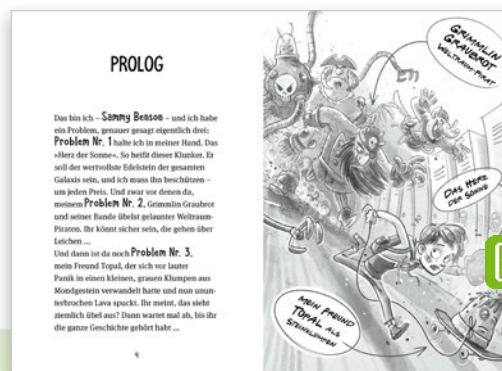 PROLOG
Das bin ich – Sammy Benson – und ich habe
ein Problem, genauer gesagt eigentlich drei:
Problem Nr. 1 halte ich in meiner Hand. Das
»Herz der Sonne«. So heißt dieser Klunker. Er
soll der wertvollste Edelstein der gesamten
Galaxis sein, und ich muss ihn beschützen –
um jeden Preis. Und zwar vor denen da,
meinem Problem Nr. 2, Grimmlin Graubrot
und seiner Bande übelst gelaunter Weltraum-
Piraten. Ihr könnt sicher sein, die gehen über
Leichen ...
Und dann ist da noch Problem Nr. 3,
mein Freund Topal, der sich vor lauter
Panik in einen kleinen, grauen Klumpen aus
Mondgestein verwandelt hatte und nun unun-
terbrochen Lava spuckt. Ihr meint, das sieht
ziemlich übel aus? Dann wartet mal ab, bis ihr
die ganze Geschichte gehört habt ...
4
GRIMMLIN
GRAUBROT
WELTRAUM-PIRAT
DAS HERZ
DER SONNE
MEIN FREUND
TOPAL ALS
STEINKLUMPEN